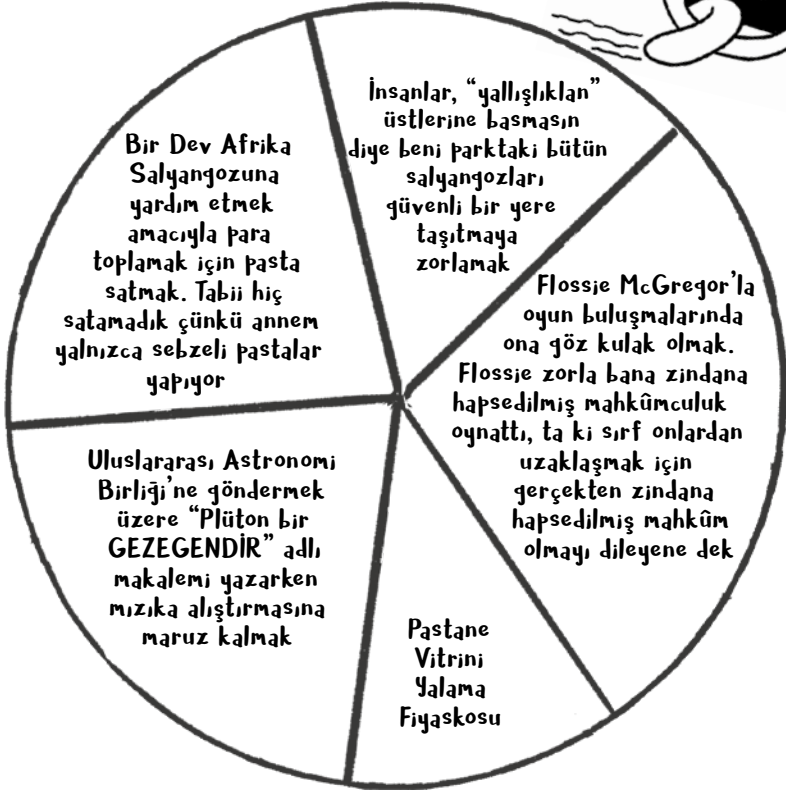 Bir Dev Afrika
Salyangozuna
yardım etmek
amacıyla para
toplamak için pasta
satmak. Tabii hiç
satamadık çünkü annem
yalnızca sebzeli pastalar
yapıyor
İnsanlar, “yallışlıklan”
üstlerine basmasın
diye beni parktaki bütün
salyangozları
güvenli bir yere
taşıtmaya
zorlamak
Flossie McGregor’la
oyun buluşmalarında
ona göz kulak olmak.
Flossie zorla bana zindana
hapsedilmiş mahkûmculuk
oynattı, ta ki sırf onlardan
uzaklaşmak için
gerçekten zindana
hapsedilmiş mahkûm
olmayı dileyene dek
Uluslararası Astronomi
Birliği’ne göndermek
üzere “Plüton bir
GEZEGENDİR” adlı
makalemi yazarken
mızıka alıştırmasına
maruz kalmak
Pastane
Vitrini
Yalama
Fiyaskosu